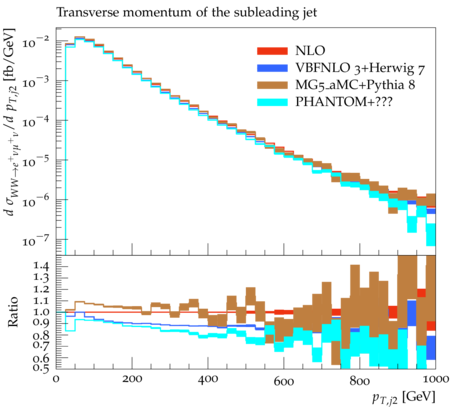 Transverse momentum of the subleading jet
d σ_{WW→e⁺νμ⁺ν}/d p_{T,j2} [fb/GeV]
10⁻²
10⁻³
10⁻⁴
10⁻⁵
10⁻⁶
10⁻⁷
NLO
VBFNLO 3+Herwig 7
MG5_aMC+Pythia 8
PHANTOM+???
Ratio
1.4
1.3
1.2
1.1
1.0
0.9
0.8
0.7
0.6
0.5
0 200 400 600 800 1000
p_{T,j2} [GeV]